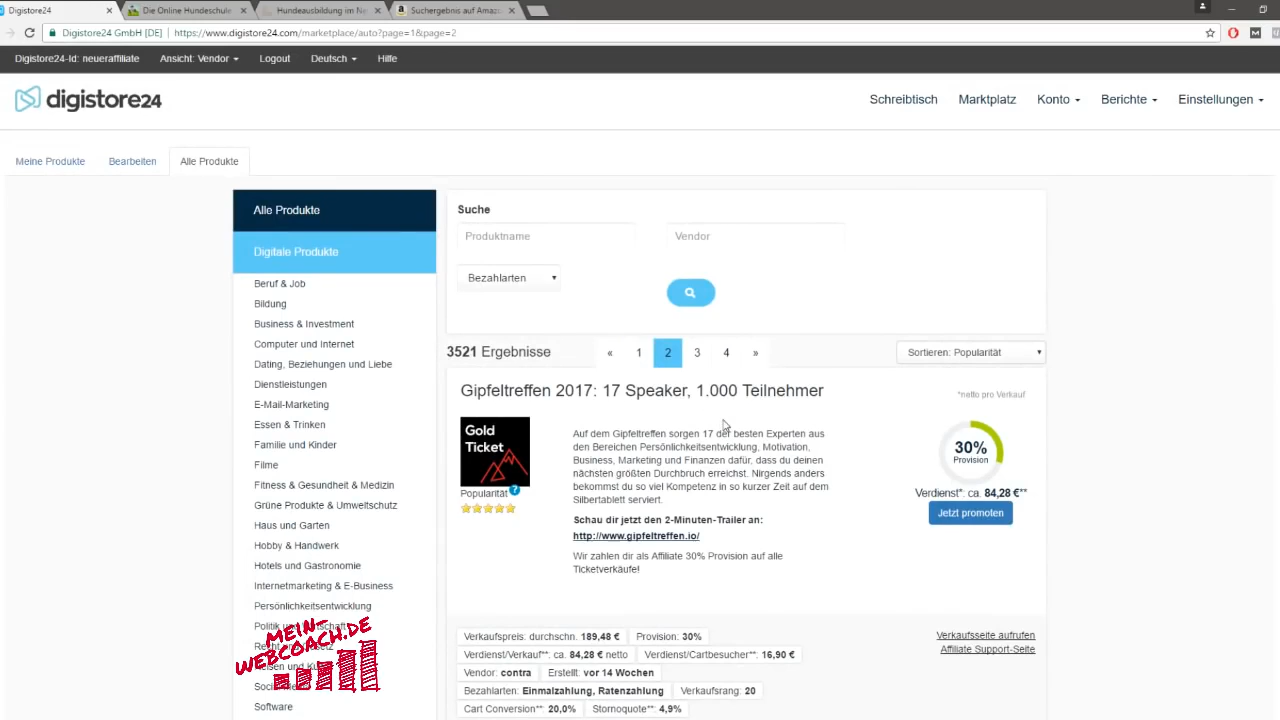 Digistore24
Die Online Hundeschule
Hundeausbildung im Ne
Suchergebnis auf Amaz
Digistore24 GmbH [DE]
https://www.digistore24.com/marketplace/auto?page=1&page=2
Digistore24-Id: neueraffiliate
Ansicht: Vendor
Logout
Deutsch
Hilfe
digistore24
Schreibtisch
Marktplatz
Konto
Berichte
Einstellungen
Meine Produkte
Bearbeiten
Alle Produkte
Alle Produkte
Digitale Produkte
Beruf & Job
Bildung
Business & Investment
Computer und Internet
Dating, Beziehungen und Liebe
Dienstleistungen
E-Mail-Marketing
Essen & Trinken
Familie und Kinder
Filme
Fitness & Gesundheit & Medizin
Grüne Produkte & Umweltschutz
Haus und Garten
Hobby & Handwerk
Hotels und Gastronomie
Internetmarketing & E-Business
Persönlichkeitsentwicklung
Software
MEIN-
WEBCOACH.DE
Suche
Produktname
Vendor
Bezahlarten
3521 Ergebnisse
« 1 2 3 4 »
Sortieren: Popularität
Gipfeltreffen 2017: 17 Speaker, 1.000 Teilnehmer
*netto pro Verkauf
Gold
Ticket
Popularität ?
Auf dem Gipfeltreffen sorgen 17 der besten Experten aus
den Bereichen Persönlichkeitsentwicklung, Motivation,
Business, Marketing und Finanzen dafür, dass du deinen
nächsten größten Durchbruch erreichst. Nirgends anders
bekommst du so viel Kompetenz in so kurzer Zeit auf dem
Silbertablett serviert.
Schau dir jetzt den 2-Minuten-Trailer an:
http://www.gipfeltreffen.io/
Wir zahlen dir als Affiliate 30% Provision auf alle
Ticketverkäufe!
30%
Provision
Verdienst*: ca. 84,28 €**
Jetzt promoten
Verkaufspreis: durchschn. 189,48 €
Provision: 30%
Verdienst/Verkauf**: ca. 84,28 € netto
Verdienst/Cartbesucher**: 16,90 €
Vendor: contra
Erstellt: vor 14 Wochen
Bezahlarten: Einmalzahlung, Ratenzahlung
Verkaufsrang: 20
Cart Conversion**: 20,0%
Stornoquote**: 4,9%
Verkaufsseite aufrufen
Affiliate Support-Seite